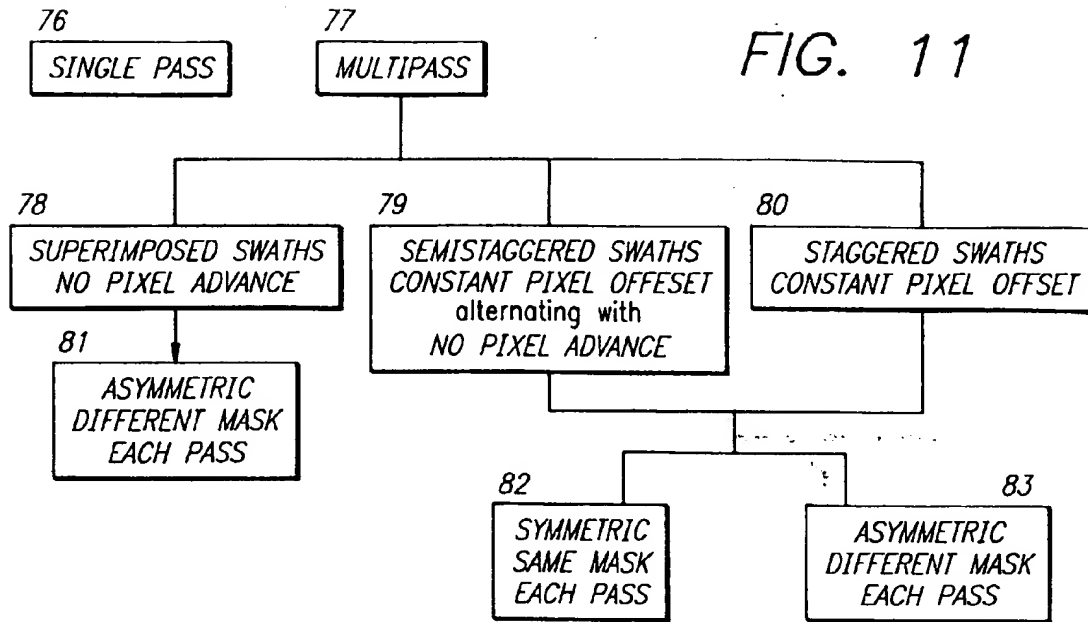 FIG. 11
76
SINGLE PASS
77
MULTIPASS
78
SUPERIMPOSED SWATHS
NO PIXEL ADVANCE
79
SEMISTAGGERED SWATHS
CONSTANT PIXEL OFFESET
alternating with
NO PIXEL ADVANCE
80
STAGGERED SWATHS
CONSTANT PIXEL OFFSET
81
ASYMMETRIC
DIFFERENT MASK
EACH PASS
82
SYMMETRIC
SAME MASK
EACH PASS
83
ASYMMETRIC
DIFFERENT MASK
EACH PASS